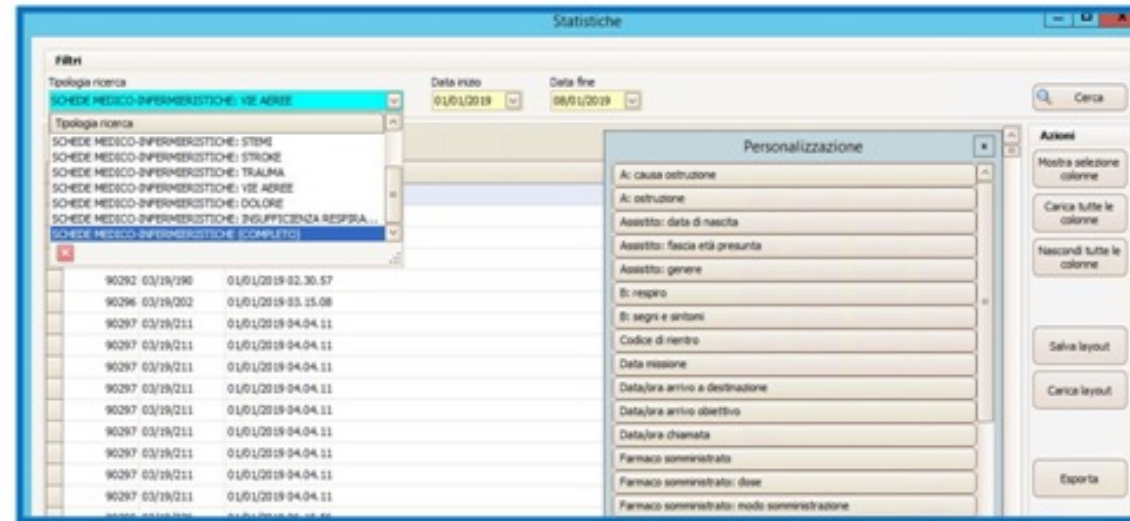 Statistiche
Filtri
Tipologia ricerca
Data inizio
Data fine
SCHEDE MEDICO-INFERMIERISTICHE: VIE AEREE
01/01/2019
08/01/2019
Cerca
Tipologia ricerca
SCHEDE MEDICO-INFERMIERISTICHE: STEMI
SCHEDE MEDICO-INFERMIERISTICHE: STROKE
SCHEDE MEDICO-INFERMIERISTICHE: TRAUMA
SCHEDE MEDICO-INFERMIERISTICHE: VIE AEREE
SCHEDE MEDICO-INFERMIERISTICHE: DOLORE
SCHEDE MEDICO-INFERMIERISTICHE: INSUFFICIENZA RESPIRA...
SCHEDE MEDICO-INFERMIERISTICHE (COMPLETO)
90292 03/19/190 01/01/2019 02.30.57
90296 03/19/202 01/01/2019 03.15.08
90297 03/19/211 01/01/2019 04.04.11
90297 03/19/211 01/01/2019 04.04.11
90297 03/19/211 01/01/2019 04.04.11
90297 03/19/211 01/01/2019 04.04.11
90297 03/19/211 01/01/2019 04.04.11
90297 03/19/211 01/01/2019 04.04.11
90297 03/19/211 01/01/2019 04.04.11
90297 03/19/211 01/01/2019 04.04.11
90297 03/19/211 01/01/2019 04.04.11
Personalizzazione
A: causa ostruzione
A: ostruzione
Assistito: data di nascita
Assistito: fascia età presunta
Assistito: genere
B: respiro
B: segni e sintomi
Codice di rientro
Data missione
Data/ora arrivo a destinazione
Data/ora arrivo obiettivo
Data/ora chiamata
Farmaco somministrato
Farmaco somministrato: dose
Farmaco somministrato: modo somministrazione
Azioni
Mostra selezione
colonne
Carica tutte le
colonne
Nascondi tutte le
colonne
Salva layout
Carica layout
Esporta